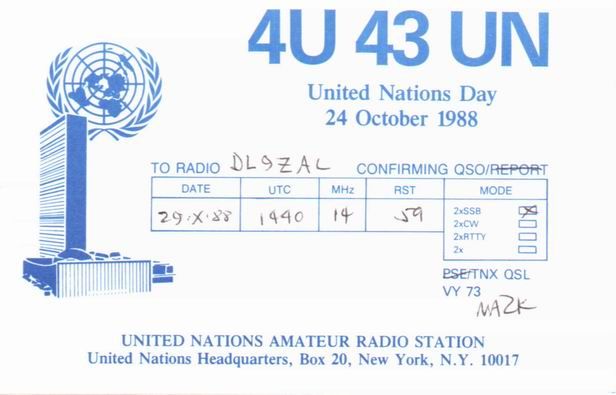 4U 43 UN
United Nations Day
24 October 1988
TO RADIO DL9ZAL CONFIRMING QSO/REPORT
DATE UTC MHz RST MODE
29.X.88 1440 14 59
2xSSB
2xCW
2xRTTY
2x
PSE/TNX QSL
VY 73
UNITED NATIONS AMATEUR RADIO STATION
United Nations Headquarters, Box 20, New York, N.Y. 10017